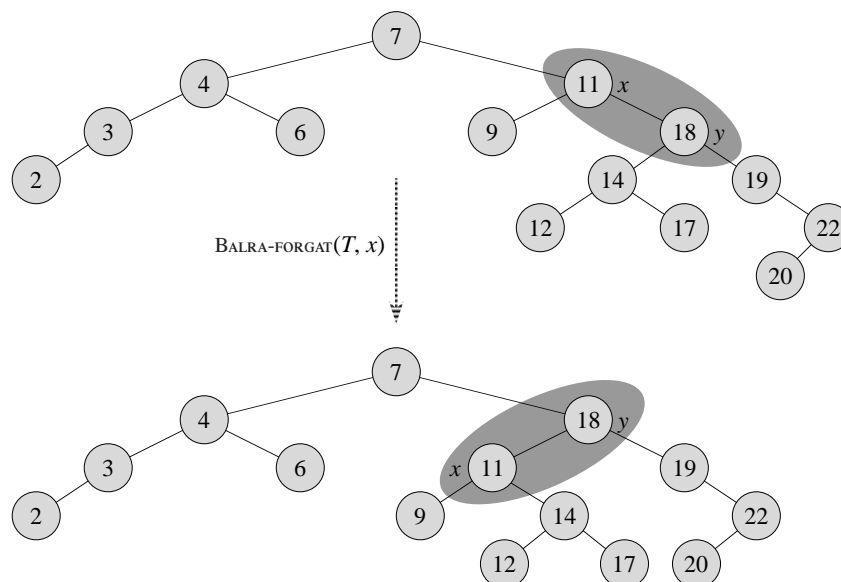 7
4 11 x
3 6 9 18 y
2 14 19
12 17 22
BALRA-FORGAT(T, x)
20
7
4 18 y
3 6 x 11 19
2 9 14 22
12 17 20